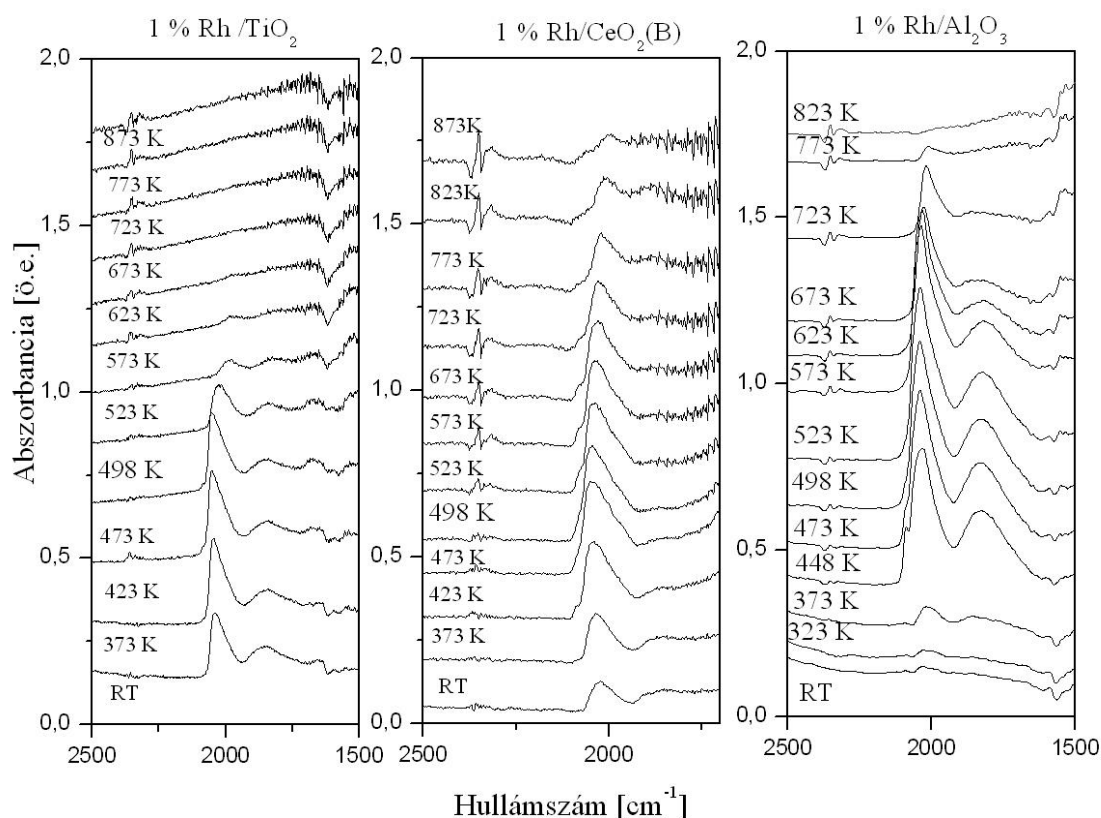 1 % Rh /TiO2
1 % Rh/CeO2(B)
1 % Rh/Al2O3
Abszorbancia [ö.e.]
2,0
1,5
1,0
0,5
0,0
873 K
773 K
723 K
673 K
623 K
573 K
523 K
498 K
473 K
423 K
373 K
RT
2500
2000
1500
2,0
1,5
1,0
0,5
0,0
873K
823K
773 K
723 K
673 K
573 K
523 K
498 K
473 K
423 K
373 K
RT
2500
2000
2,0
1,5
1,0
0,5
0,0
823 K
773 K
723 K
673 K
623 K
573 K
523 K
498 K
473 K
448 K
373 K
323 K
RT
2500
2000
1500
Hullámszám [cm-1]